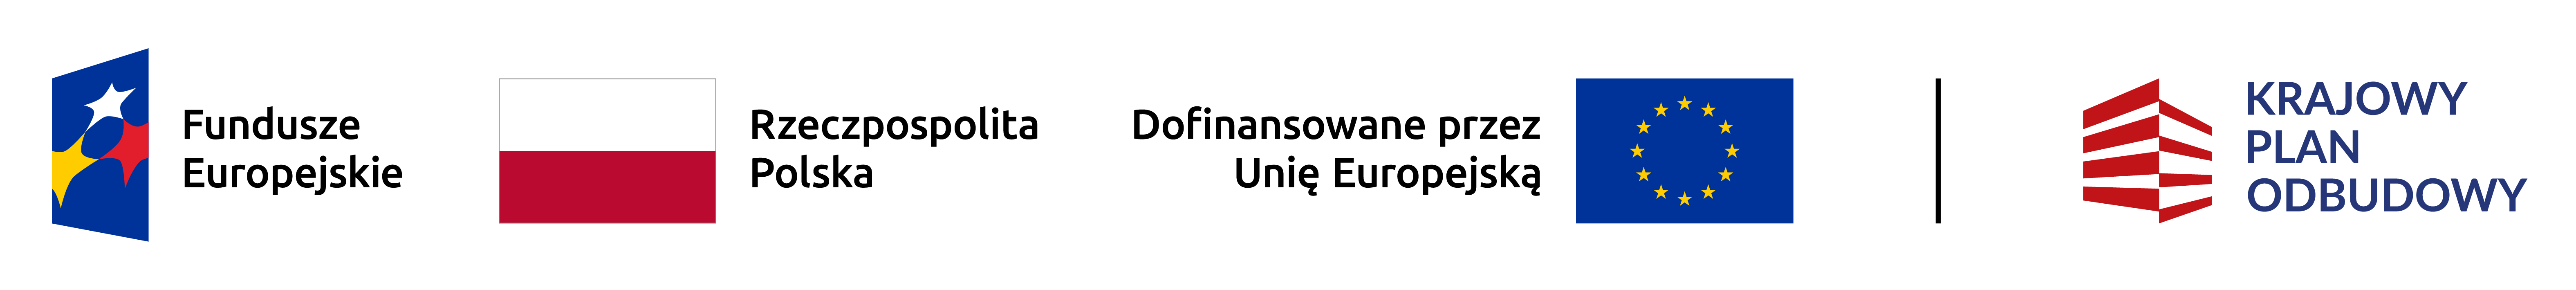 Fundusze
Europejskie
Rzeczpospolita
Polska
Dofinansowane przez
Unię Europejską
KRAJOWY
PLAN
ODBUDOWY